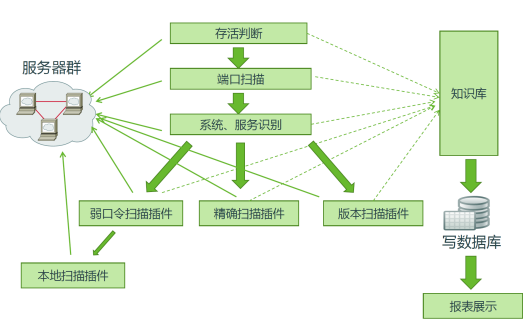 存活判断
服务器群
端口扫描
知识库
系统、服务识别
弱口令扫描插件
精确扫描插件
版本扫描插件
写数据库
本地扫描插件
报表展示